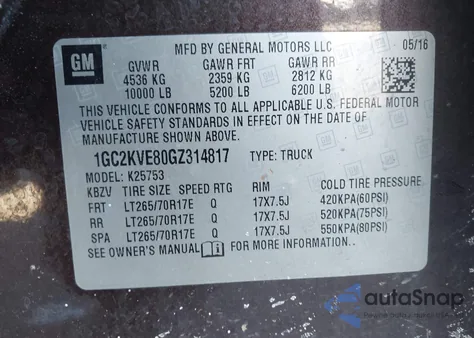 GM
MFD BY GENERAL MOTORS LLC 05/16
GVWR GAWR FRT GAWR RR
4536 KG 2359 KG 2812 KG
10000 LB 5200 LB 6200 LB
THIS VEHICLE CONFORMS TO ALL APPLICABLE U.S. FEDERAL MOTOR
VEHICLE SAFETY STANDARDS IN EFFECT ON THE DATE OF
MANUFACTURE SHOWN ABOVE.
1GC2KVE80GZ314817 TYPE: TRUCK
MODEL: K25753
KBZV TIRE SIZE SPEED RTG RIM COLD TIRE PRESSURE
FRT LT265/70R17E Q 17X7.5J 420KPA(60PSI)
RR LT265/70R17E Q 17X7.5J 520KPA(75PSI)
SPA LT265/70R17E Q 17X7.5J 550KPA(80PSI)
SEE OWNER'S MANUAL i FOR MORE INFORMATION.
autoSnap